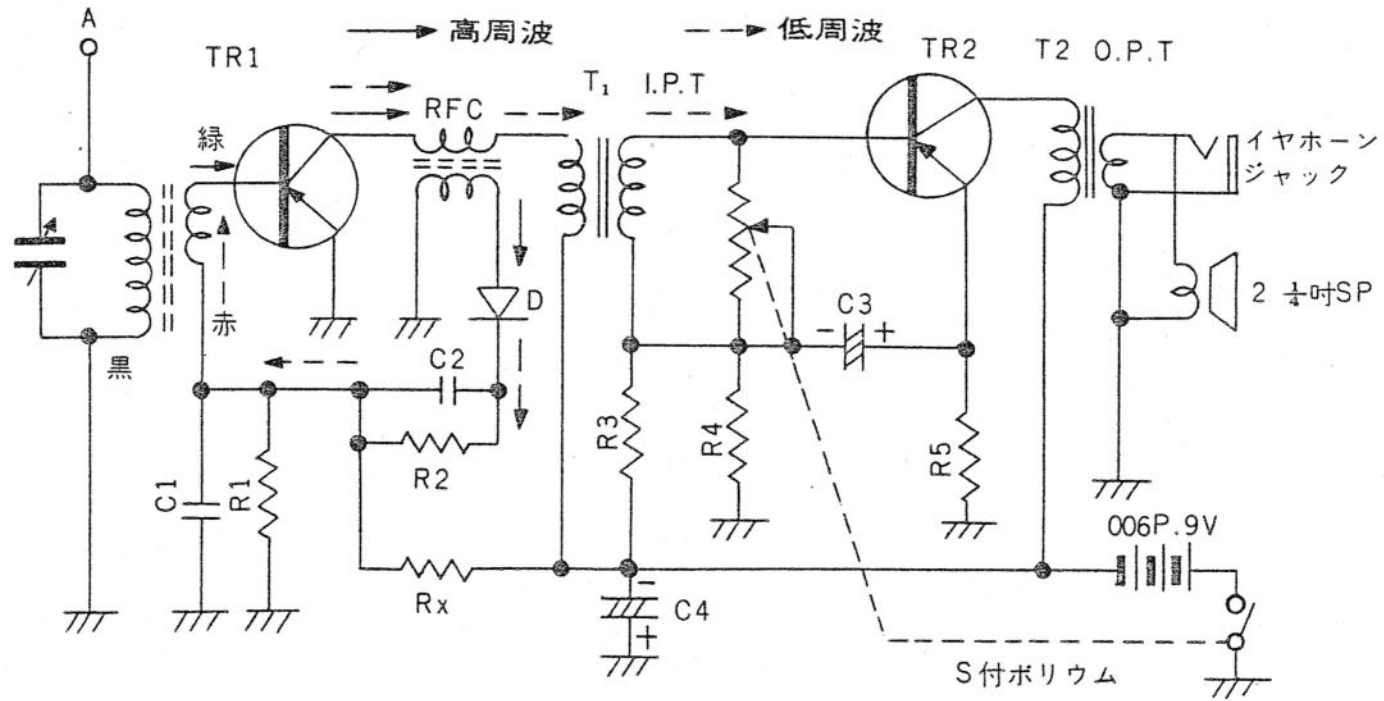 A
高周波
低周波
TR1
TR2
T2 O.P.T
T₁ I.P.T
RFC
緑
イヤホーン
ジャック
D
C3
- +
2 ¼吋SP
赤
黒
C2
R3
R4
R5
R2
C1
R1
006P.9V
Rx
-
C4
+
S付ボリウム